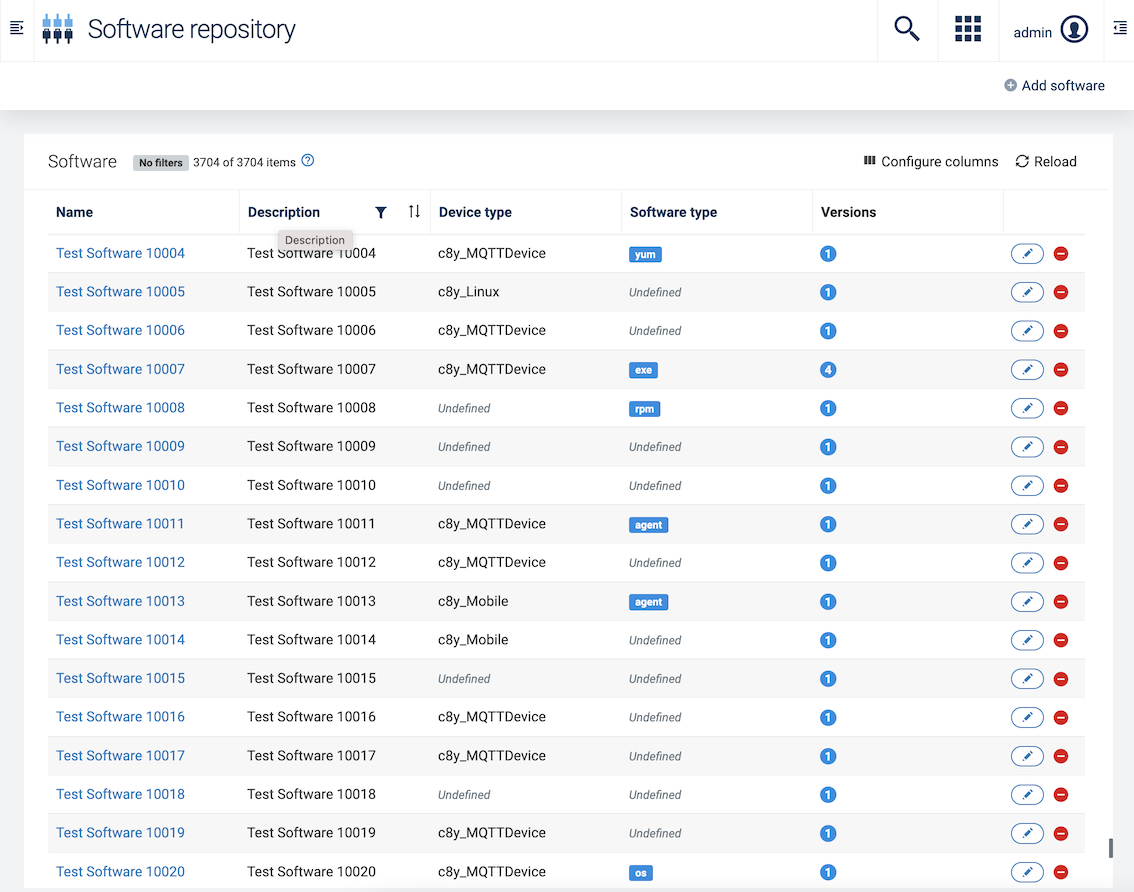 Software repository
admin
Add software
Software No filters 3704 of 3704 items ? Configure columns Reload
Name Description Device type Software type Versions
Description
Test Software 10004 Test Software 10004 c8y_MQTTDevice yum 1
Test Software 10005 Test Software 10005 c8y_Linux Undefined 1
Test Software 10006 Test Software 10006 c8y_MQTTDevice Undefined 1
Test Software 10007 Test Software 10007 c8y_MQTTDevice exe 4
Test Software 10008 Test Software 10008 Undefined rpm 1
Test Software 10009 Test Software 10009 Undefined Undefined 1
Test Software 10010 Test Software 10010 Undefined Undefined 1
Test Software 10011 Test Software 10011 c8y_MQTTDevice agent 1
Test Software 10012 Test Software 10012 c8y_MQTTDevice Undefined 1
Test Software 10013 Test Software 10013 c8y_Mobile agent 1
Test Software 10014 Test Software 10014 c8y_Mobile Undefined 1
Test Software 10015 Test Software 10015 Undefined Undefined 1
Test Software 10016 Test Software 10016 c8y_MQTTDevice Undefined 1
Test Software 10017 Test Software 10017 c8y_MQTTDevice Undefined 1
Test Software 10018 Test Software 10018 Undefined Undefined 1
Test Software 10019 Test Software 10019 c8y_MQTTDevice Undefined 1
Test Software 10020 Test Software 10020 c8y_MQTTDevice os 1